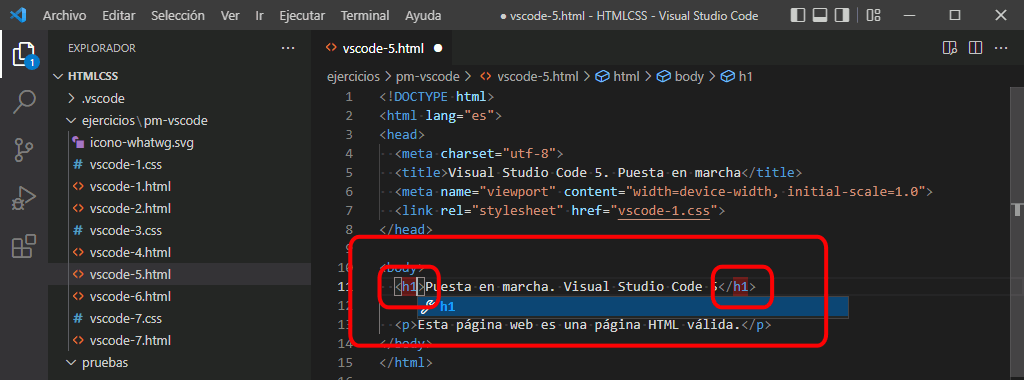 Archivo Editar Selección Ver Ir Ejecutar Terminal Ayuda ● vscode-5.html - HTMLCSS - Visual Studio Code
EXPLORADOR ···
1
HTMLCSS
.vscode
ejercicios\pm-vscode
icono-whatwg.svg
# vscode-1.css
<> vscode-1.html
<> vscode-2.html
# vscode-3.css
<> vscode-4.html
<> vscode-5.html
<> vscode-6.html
# vscode-7.css
<> vscode-7.html
pruebas
<> vscode-5.html ●
ejercicios > pm-vscode > <> vscode-5.html > html > body > h1
1 <!DOCTYPE html>
2 <html lang="es">
3 <head>
4 <meta charset="utf-8">
5 <title>Visual Studio Code 5. Puesta en marcha</title>
6 <meta name="viewport" content="width=device-width, initial-scale=1.0">
7 <link rel="stylesheet" href="vscode-1.css">
8 </head>
9
10 <body>
11 <h1>Puesta en marcha. Visual Studio Code 5</h1>
12 h1
13 <p>Esta página web es una página HTML válida.</p>
14 </body>
15 </html>